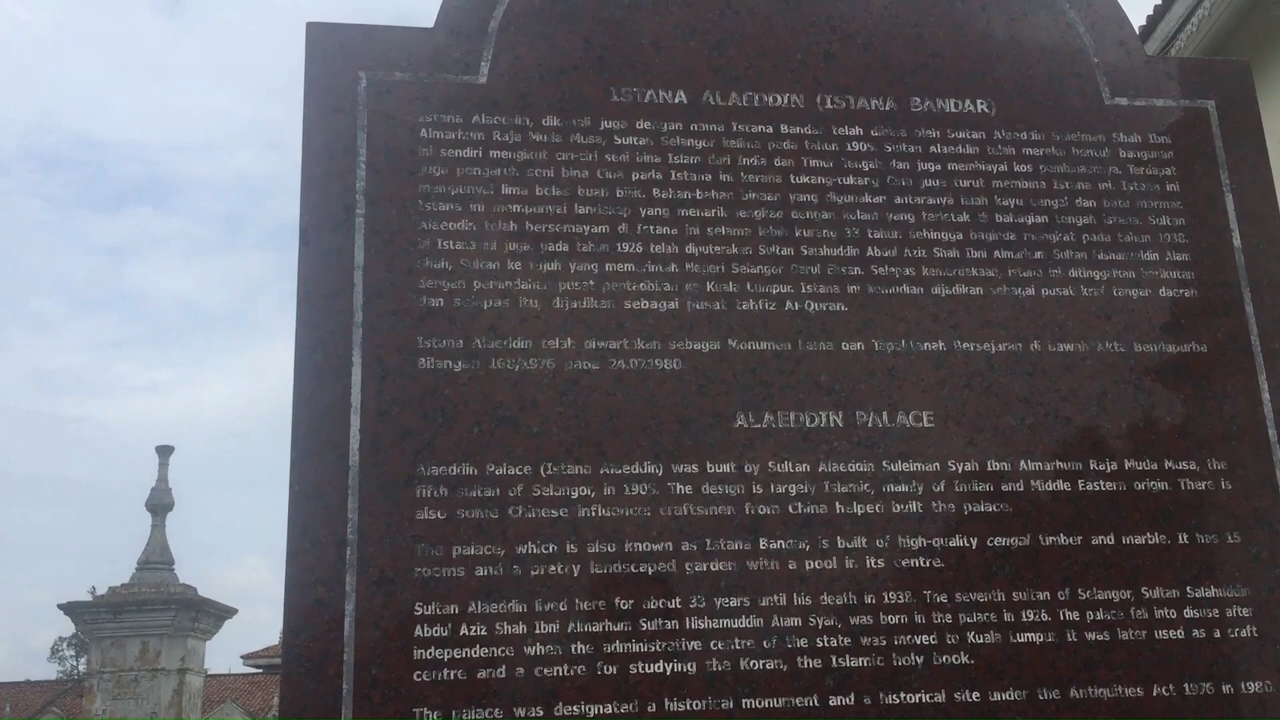 ISTANA ALAEDDIN (ISTANA BANDAR)
Istana Alaeddin, dikenali juga dengan nama Istana Bandar telah dibina oleh Sultan Alaeddin Suleiman Shah Ibni
Almarhum Raja Muda Musa, Sultan Selangor kelima pada tahun 1905. Sultan Alaeddin telah mereka bentuk bangunan
ini sendiri mengikut ciri-ciri seni bina Islam dari India dan Timur Tengah dan juga membiayai kos pembinaannya. Terdapat
juga pengaruh seni bina Cina pada Istana ini kerana tukang-tukang Cina juga turut membina Istana ini. Istana ini
mempunyai lima belas buah bilik. Bahan-bahan binaan yang digunakan antaranya ialah kayu cengal dan batu marmar.
Istana ini mempunyai landskap yang menarik lengkap dengan kolam yang terletak di bahagian tengah istana. Sultan
Alaeddin telah bersemayam di Istana ini selama lebih kurang 33 tahun sehingga baginda mangkat pada tahun 1938.
Di Istana ini juga, pada tahun 1926 telah diputerakan Sultan Salahuddin Abdul Aziz Shah Ibni Almarhum Sultan Hishamuddin Alam
Shah, Sultan ke tujuh yang memerintah Negeri Selangor Darul Ehsan. Selepas kemerdekaan, istana ini ditinggalkan berikutan
dengan perpindahan pusat pentadbiran ke Kuala Lumpur. Istana ini kemudian dijadikan sebagai pusat kraf tangan daerah
dan selepas itu, dijadikan sebagai pusat tahfiz Al-Quran.
Istana Alaeddin telah diwartakan sebagai Monumen Lama dan Tapak Tanah Bersejarah di bawah Akta Bendapurba
Bilangan 168/1976 pada 24.07.1980.
ALAEDDIN PALACE
Alaeddin Palace (Istana Alaeddin) was built by Sultan Alaeddin Suleiman Syah Ibni Almarhum Raja Muda Musa, the
fifth sultan of Selangor, in 1905. The design is largely Islamic, mainly of Indian and Middle Eastern origin. There is
also some Chinese influence: craftsmen from China helped built the palace.
The palace, which is also known as Istana Bandar, is built of high-quality cengal timber and marble. It has 15
rooms and a pretty landscaped garden with a pool in its centre.
Sultan Alaeddin lived here for about 33 years until his death in 1938. The seventh sultan of Selangor, Sultan Salahuddin
Abdul Aziz Shah Ibni Almarhum Sultan Hishamuddin Alam Syah, was born in the palace in 1926. The palace fell into disuse after
independence when the administrative centre of the state was moved to Kuala Lumpur. It was later used as a craft
centre and a centre for studying the Koran, the Islamic holy book.
The palace was designated a historical monument and a historical site under the Antiquities Act 1976 in 1980.